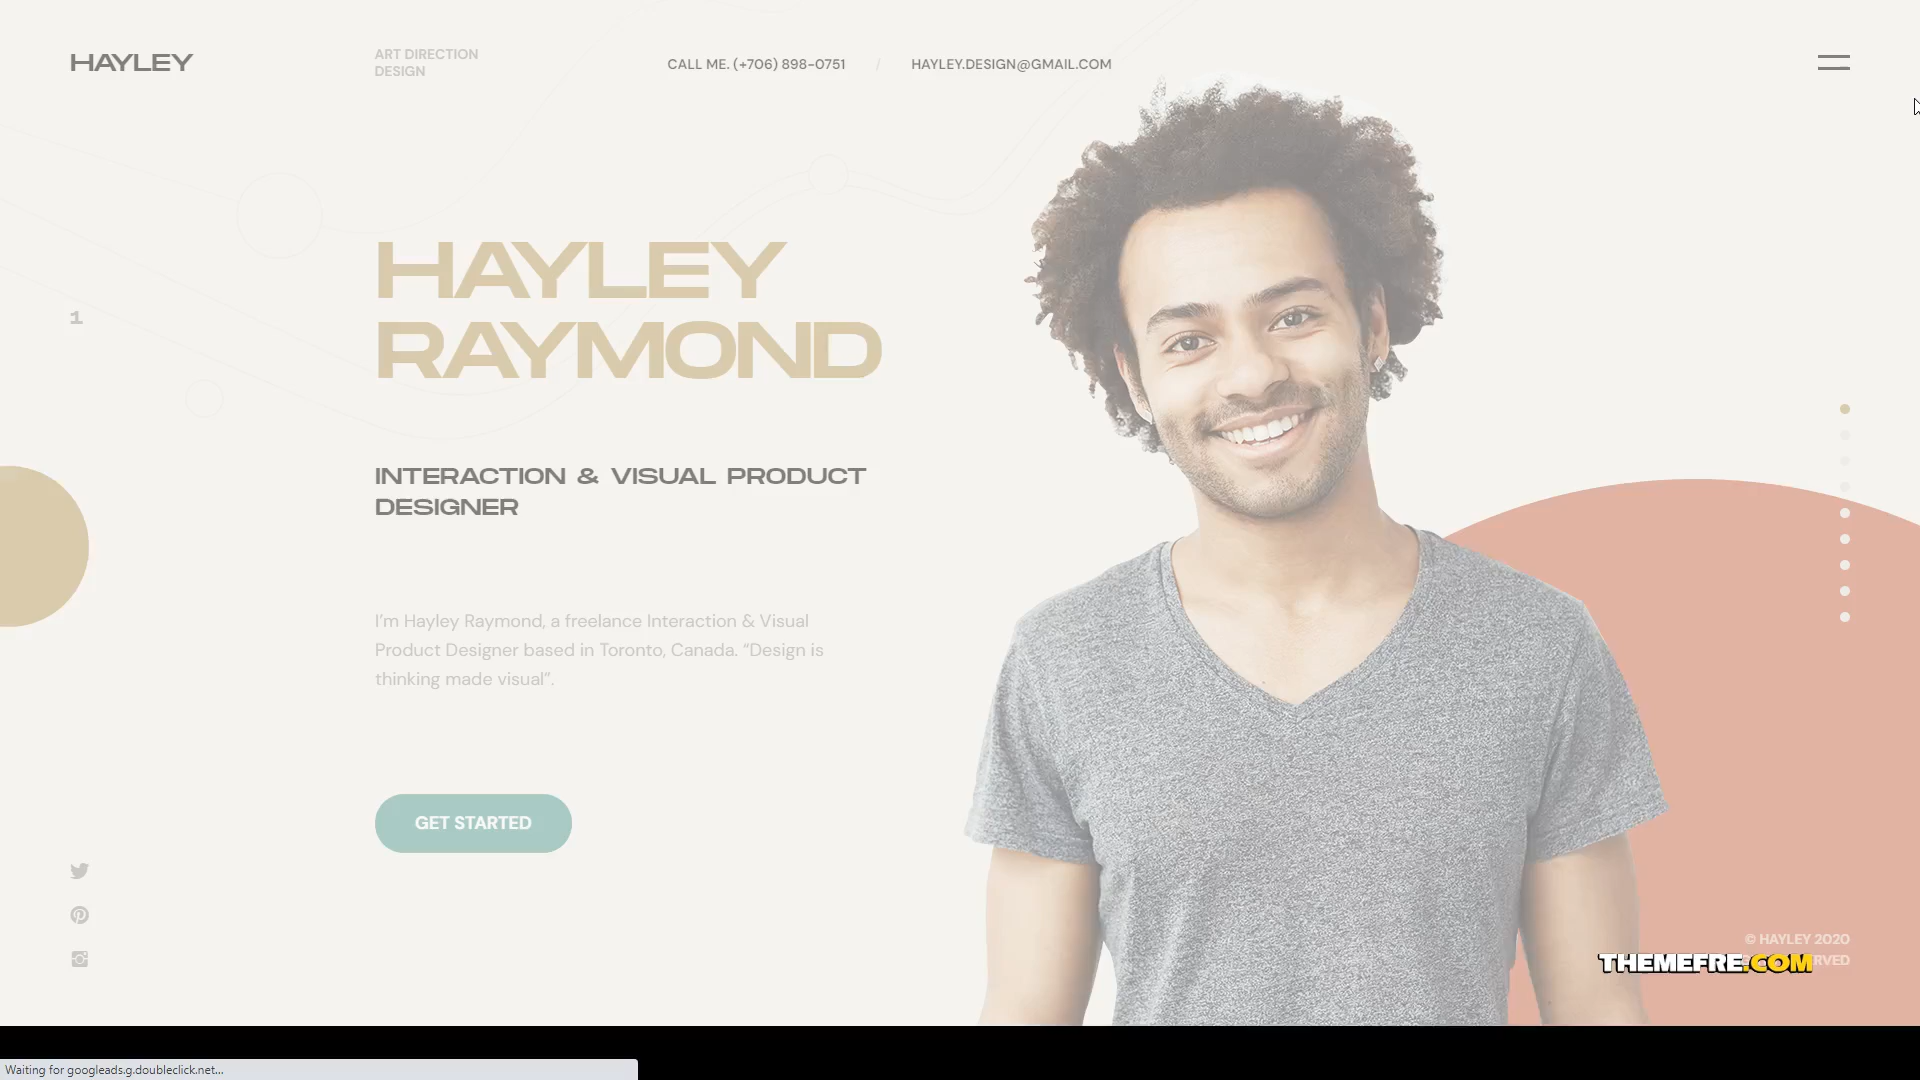 HAYLEY
ART DIRECTION
DESIGN
CALL ME. (+706) 898-0751 / HAYLEY.DESIGN@GMAIL.COM
HAYLEY
RAYMOND
1
INTERACTION & VISUAL PRODUCT
DESIGNER
I'm Hayley Raymond, a freelance Interaction & Visual
Product Designer based in Toronto, Canada. “Design is
thinking made visual”.
GET STARTED
© HAYLEY 2020
THEMEFRE.COM
Waiting for googleads.g.doubleclick.net...